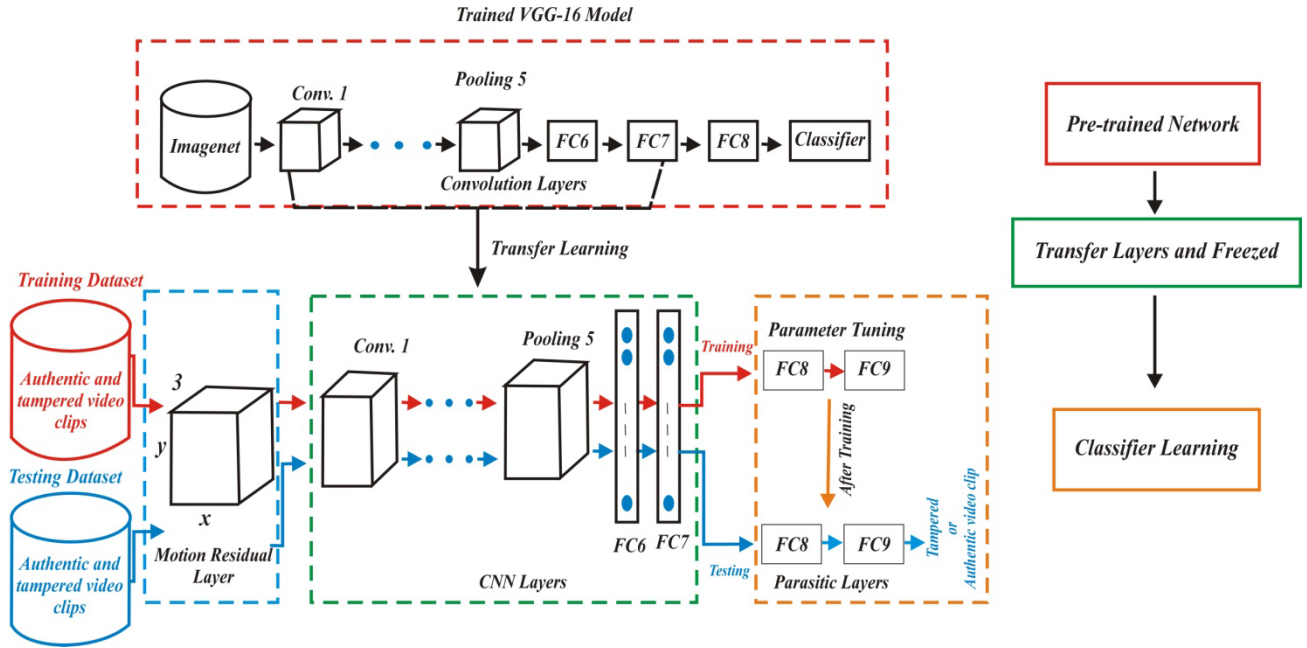 Trained VGG-16 Model
Imagenet
Conv. 1
Pooling 5
FC6
FC7
FC8
Classifier
Convolution Layers
Transfer Learning
Pre-trained Network
Transfer Layers and Freezed
Classifier Learning
Training Dataset
Authentic and
tampered video
clips
Testing Dataset
Authentic and
tampered video
clips
3
y
x
Motion Residual
Layer
Conv. 1
Pooling 5
FC6
FC7
CNN Layers
Training
Testing
Parameter Tuning
FC8
FC9
After Training
FC8
FC9
Parasitic Layers
Tampered
or
Authentic video clip